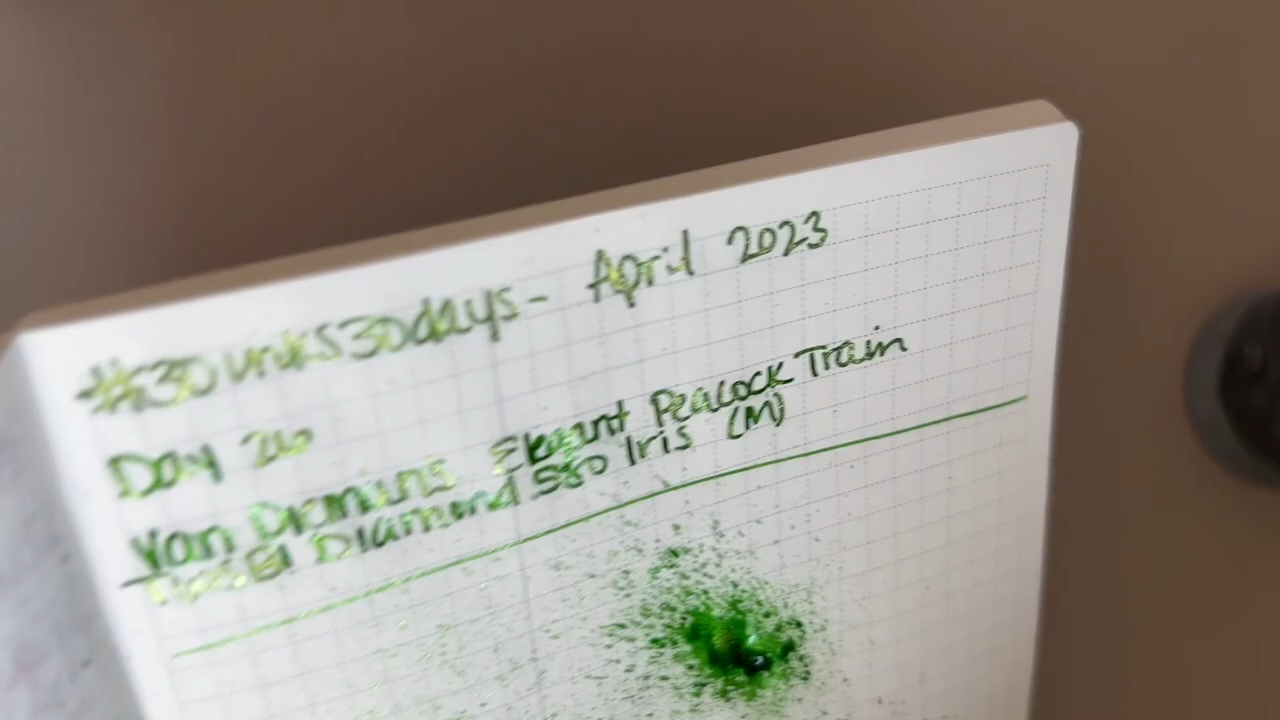 #30inks30days - April 2023
Day 26
Van Dieman's Elegant Peacock Train
Diamond 580 Iris (M)